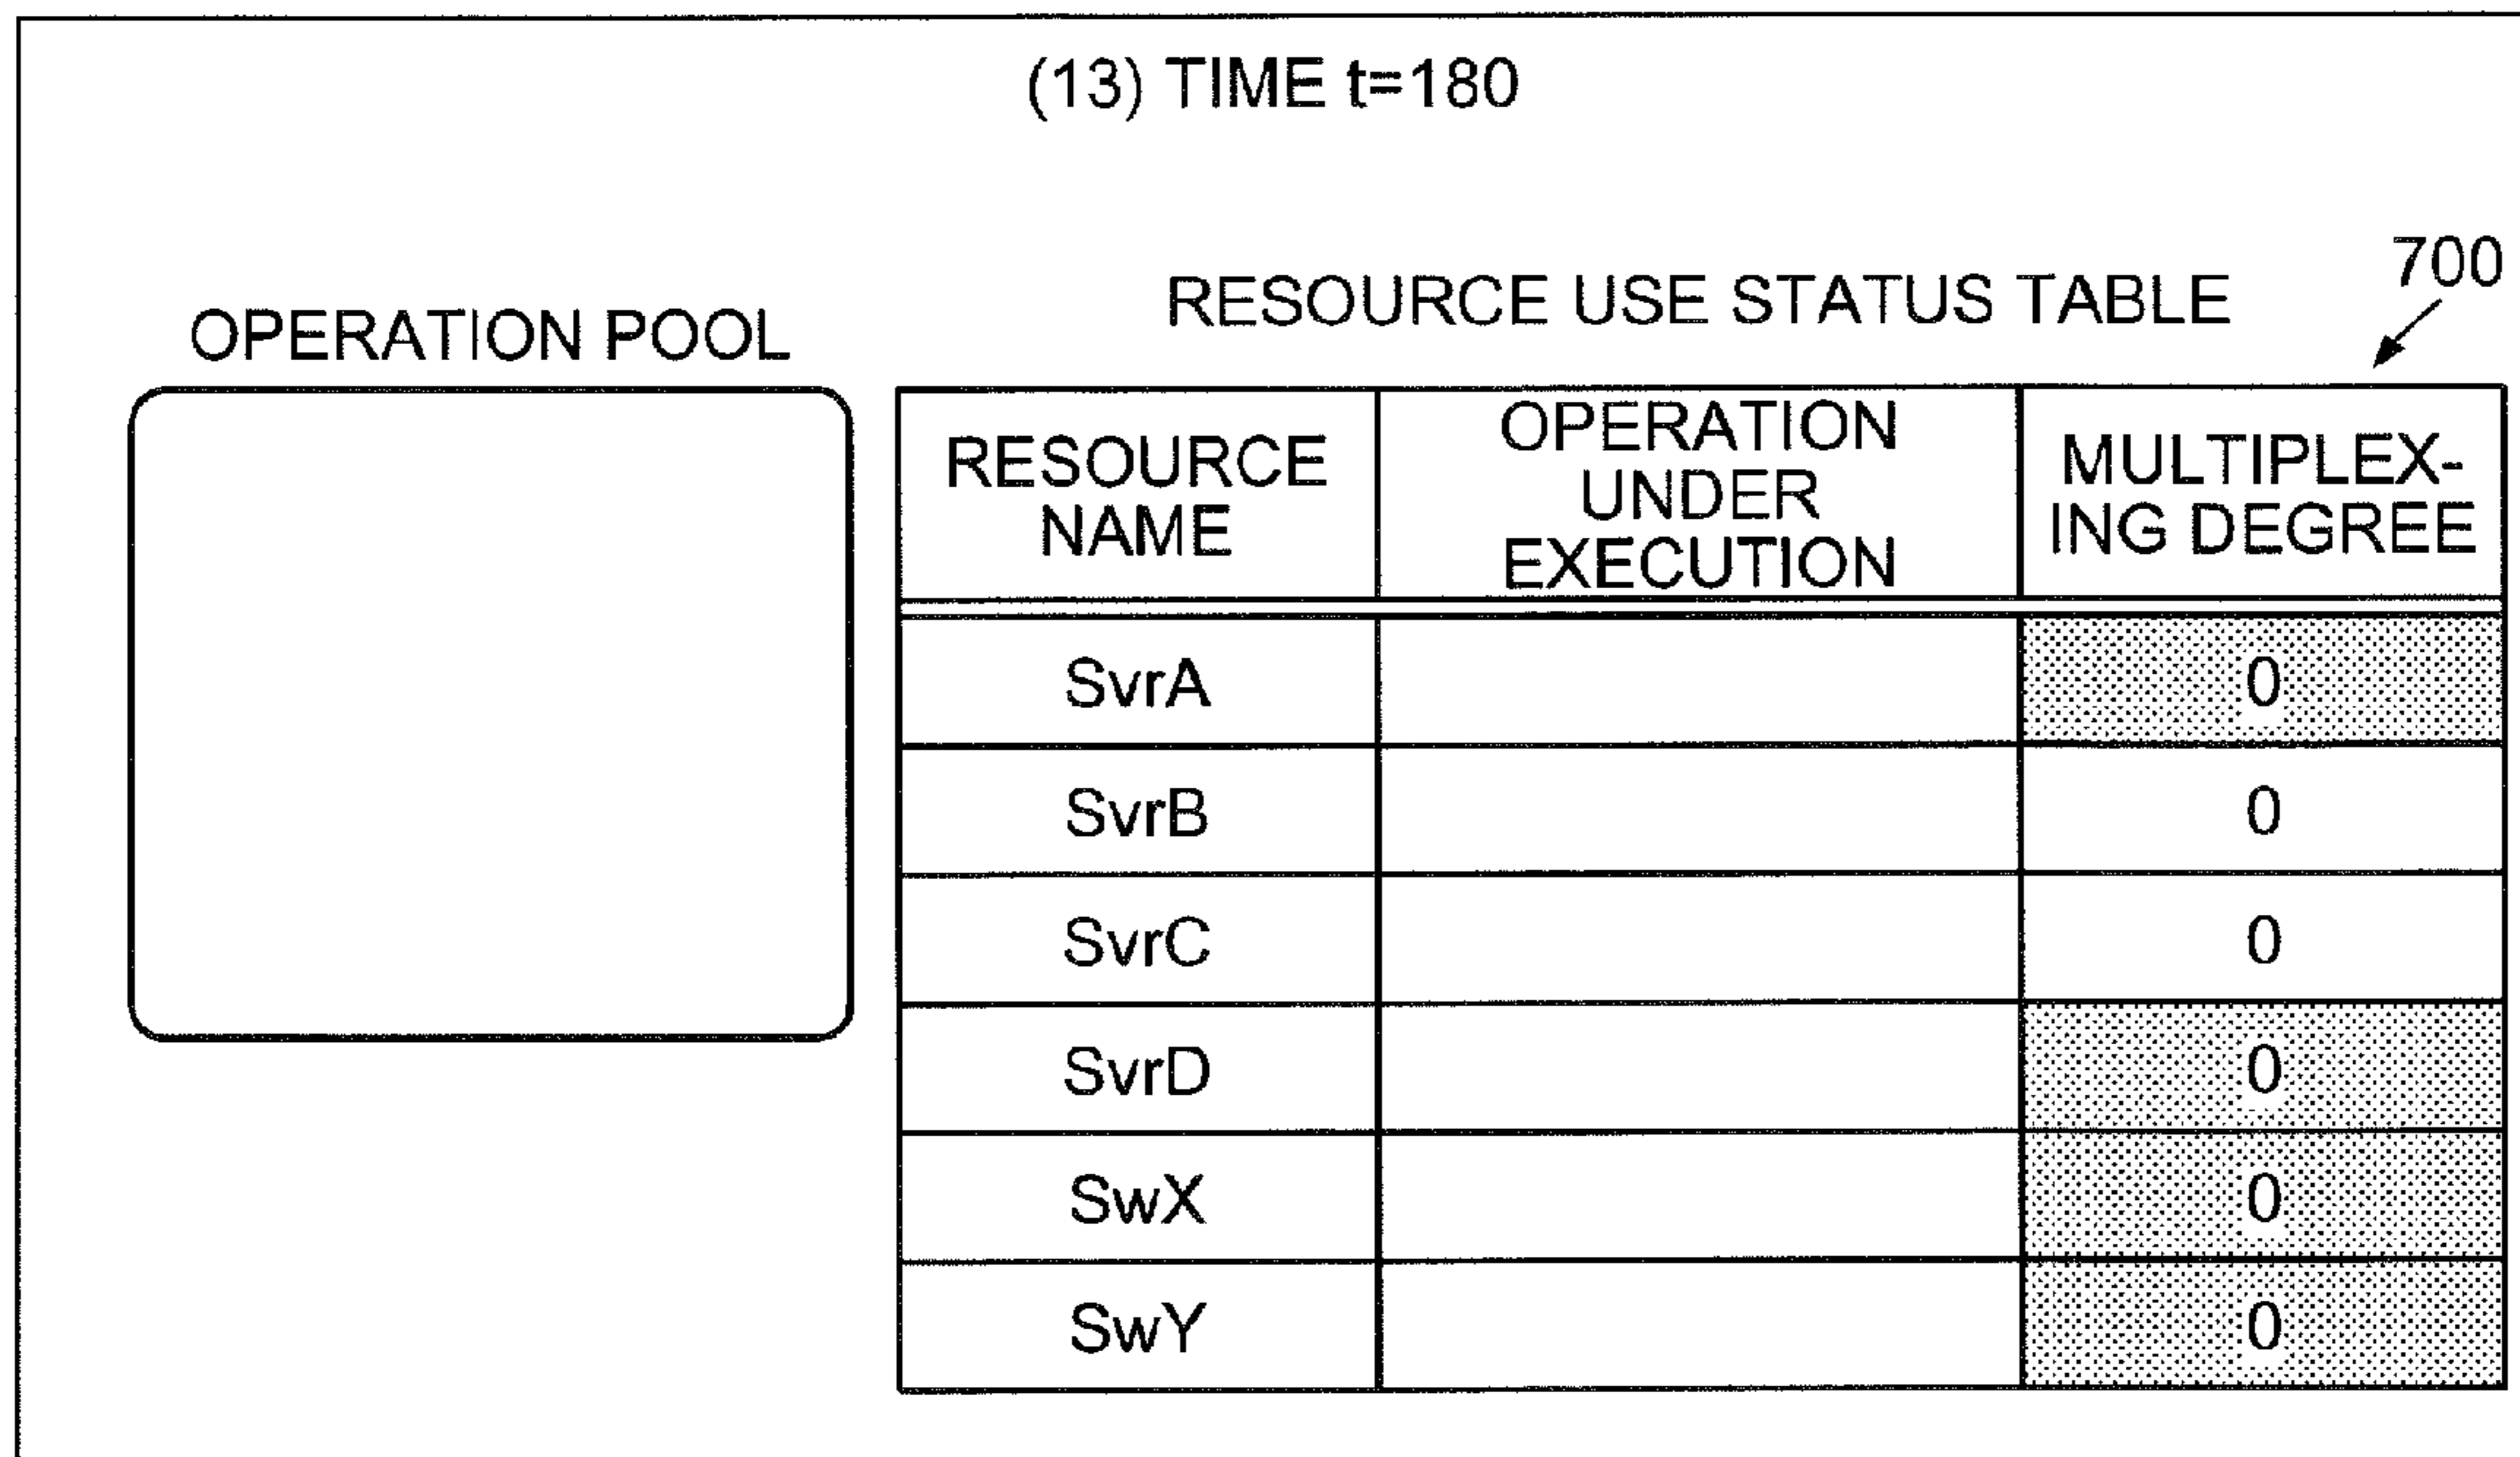 (13) TIME t=180
700
RESOURCE USE STATUS TABLE
OPERATION POOL
RESOURCE
NAME
OPERATION
UNDER
EXECUTION
MULTIPLEX-
ING DEGREE
SvrA
0
SvrB
0
SvrC
0
SvrD
0
SwX
0
SwY
0